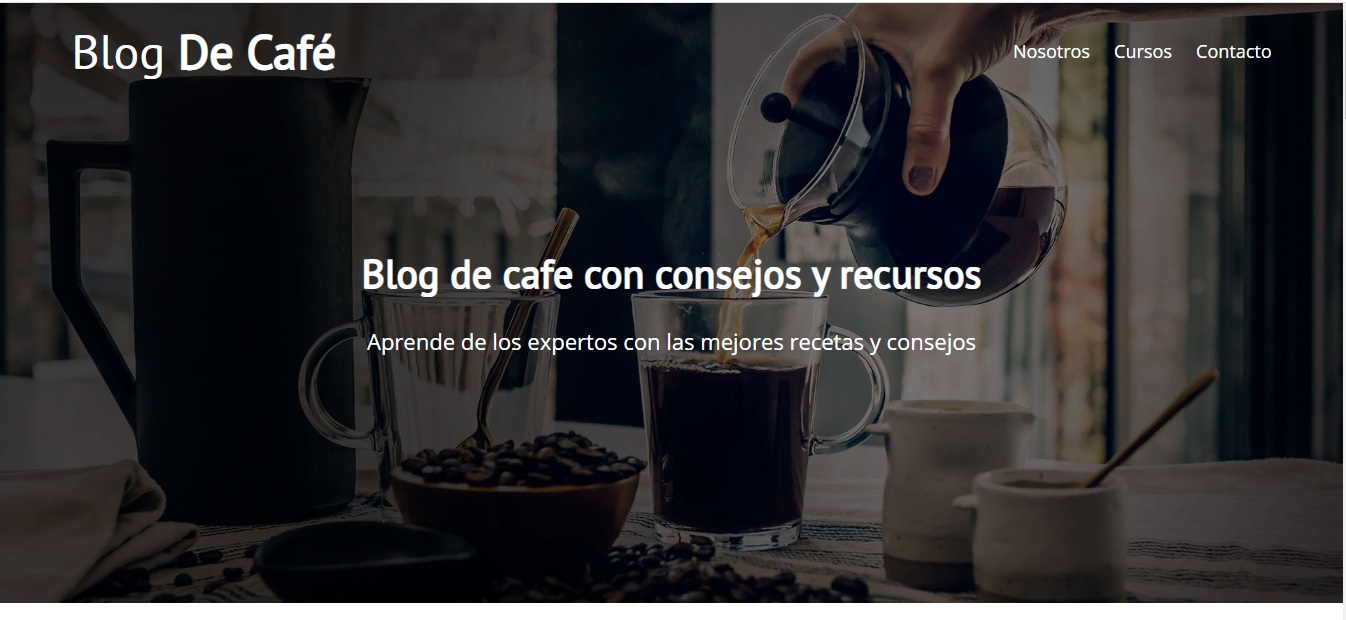 Blog De Café
Nosotros Cursos Contacto
Blog de cafe con consejos y recursos
Aprende de los expertos con las mejores recetas y consejos